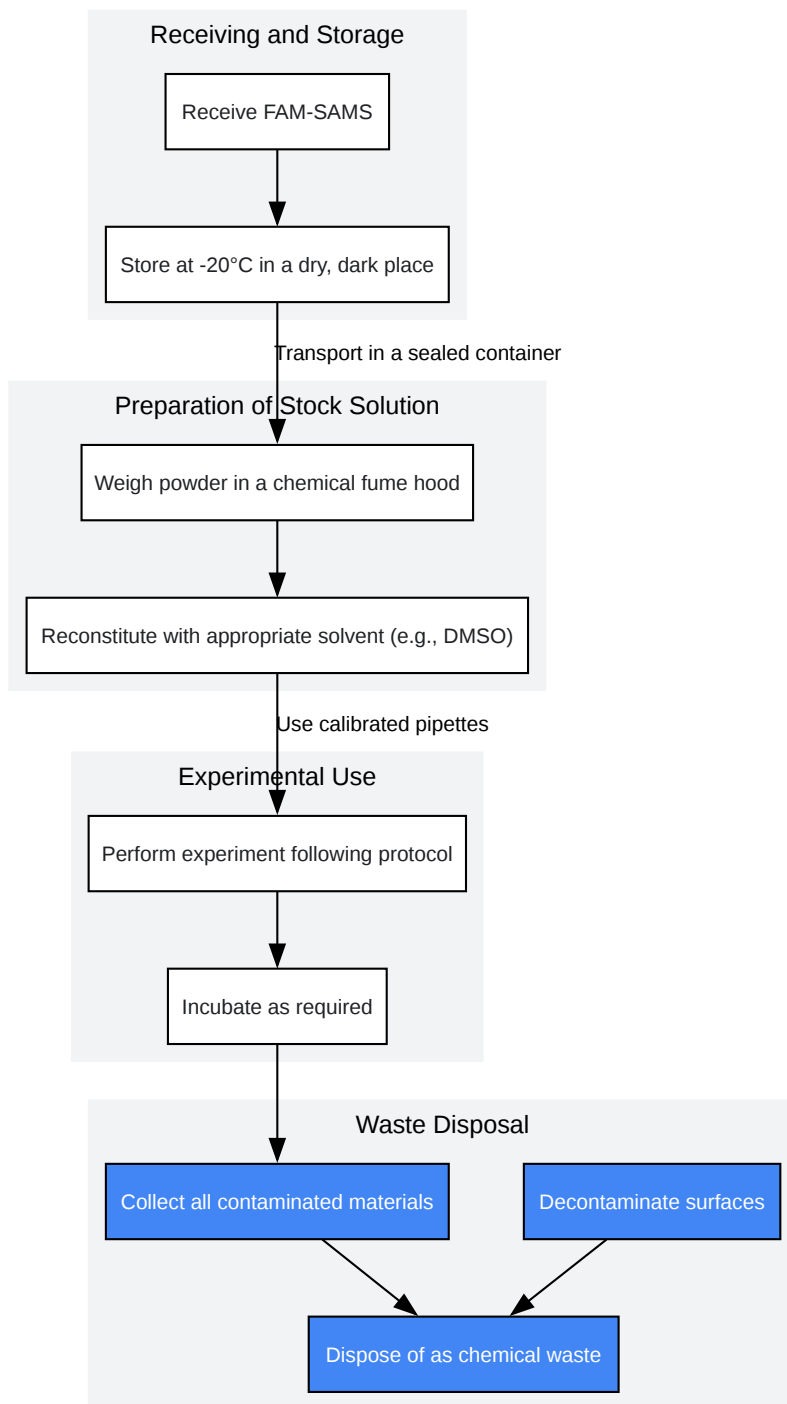 Receiving and Storage
Receive FAM-SAMS
Store at -20°C in a dry, dark place
Transport in a sealed container
Preparation of Stock Solution
Weigh powder in a chemical fume hood
Reconstitute with appropriate solvent (e.g., DMSO)
Use calibrated pipettes
Experimental Use
Perform experiment following protocol
Incubate as required
Waste Disposal
Collect all contaminated materials
Decontaminate surfaces
Dispose of as chemical waste